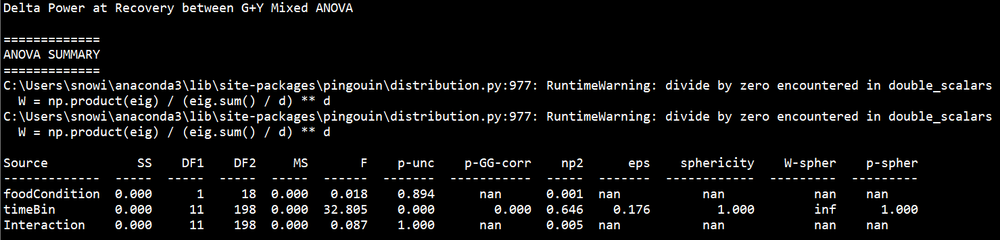 Delta Power at Recovery between G+Y Mixed ANOVA
=============
ANOVA SUMMARY
=============
C:\Users\snowi\anaconda3\lib\site-packages\pingouin\distribution.py:977: RuntimeWarning: divide by zero encountered in double_scalars
  W = np.product(eig) / (eig.sum() / d) ** d
C:\Users\snowi\anaconda3\lib\site-packages\pingouin\distribution.py:977: RuntimeWarning: divide by zero encountered in double_scalars
  W = np.product(eig) / (eig.sum() / d) ** d
Source            SS    DF1    DF2     MS       F    p-unc    p-GG-corr    np2      eps    sphericity    W-spher    p-spher
-------------  -----  -----  -----  -----  ------  -------  -----------  -----  -------  ------------  ---------  ---------
foodCondition  0.000      1     18  0.000   0.018    0.894          nan  0.001  nan               nan        nan  nan
timeBin        0.000     11    198  0.000  32.805    0.000        0.000  0.646    0.176         1.000        inf    1.000
Interaction    0.000     11    198  0.000   0.087    1.000          nan  0.005  nan               nan        nan  nan